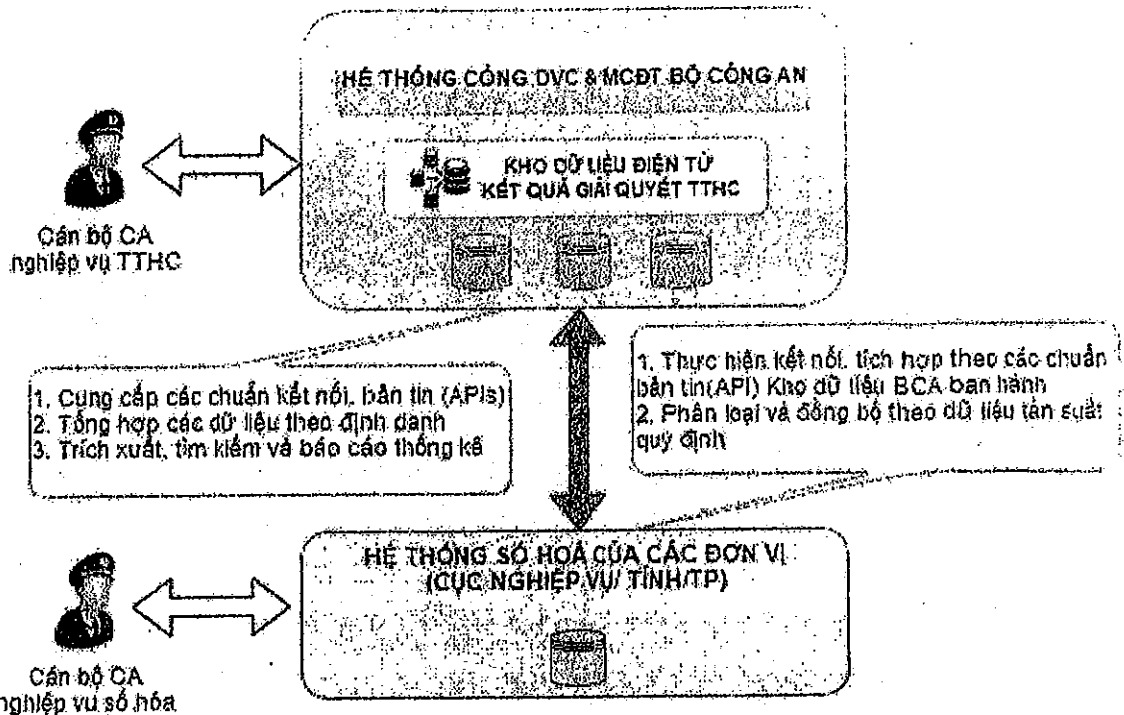 HỆ THỐNG CỔNG DVC & MCĐT BỘ CÔNG AN
KHO DỮ LIỆU ĐIỆN TỬ
KẾT QUẢ GIẢI QUYẾT TTHC
Cán bộ CA
nghiệp vụ TTHC
1. Cung cấp các chuẩn kết nối, bản tin (APIs)
2. Tổng hợp các dữ liệu theo định danh
3. Trích xuất, tìm kiếm và báo cáo thống kê
1. Thực hiện kết nối, tích hợp theo các chuẩn
bản tin(API) Kho dữ liệu BCA ban hành
2. Phân loại và đồng bộ theo dữ liệu tần suất
quy định
HỆ THỐNG SỐ HOÁ CỦA CÁC ĐƠN VỊ
(CỤC NGHIỆP VỤ/ TỈNH/TP)
Cán bộ CA
nghiệp vụ số hóa